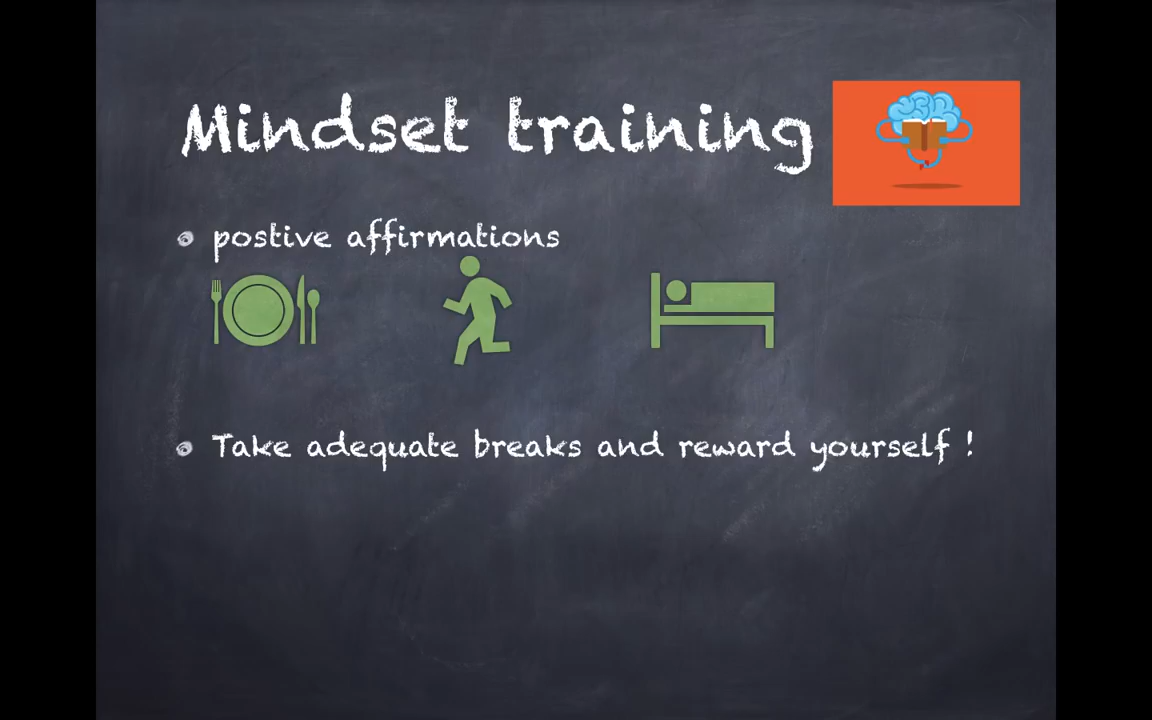 Mindset training
postive affirmations
Take adequate breaks and reward yourself !